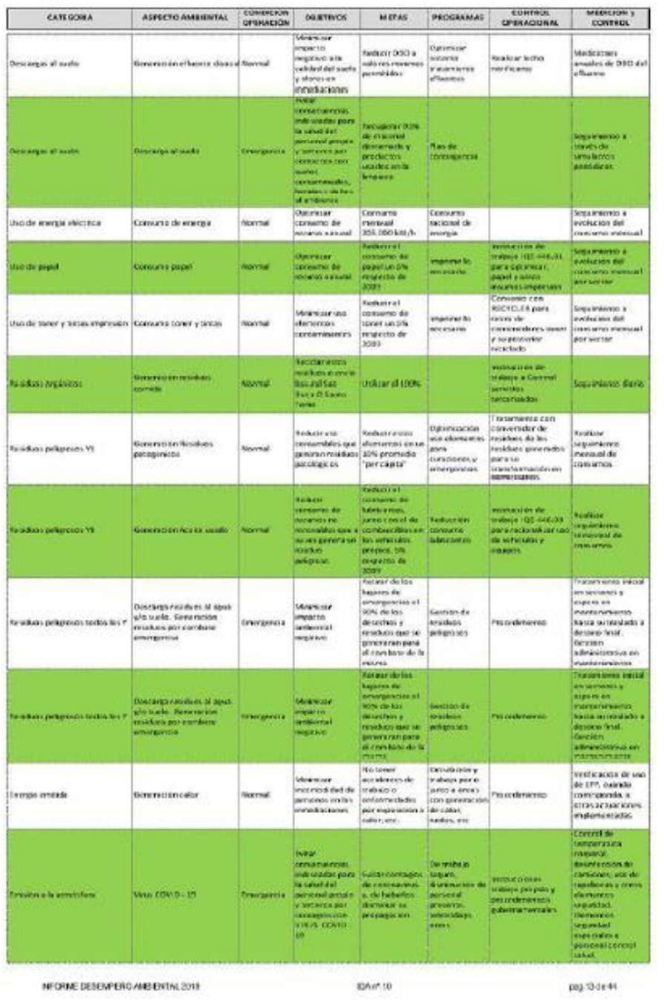 CATEGORIA ASPECTO AMBIENTAL CONDICIÓN OPERACIÓN OBJETIVOS METAS PROGRAMAS CONTROL OPERACIONAL MEDICION y CONTROL
Descargas al suelo
Generación efluente cloacal
Normal
Minimizar
impacto
negativo a la
calidad del suelo
y olores en
inmediaciones
Reducir DBO a
valores mínimos
permitidos
Optimizar
sistema
tratamiento
efluentes
Realizar lecho
nitrificante
Mediciones
anuales de DBO del
efluente
Descargas al suelo
Descarga al suelo
Emergencia
Evitar
consecuencias
indeseadas para
la salud del
personal propio
y terceros por
contactos con
suelos
contaminados,
al ambiente
Recuperar 90%
de material
derramado y
productos
usados en la
limpieza
Plan de
contingencia
Seguimiento a
través de
simulacros
periódicos
Uso de energía eléctrica
Consumo de energía
Normal
Optimizar
consumo de
recurso natural
Consumo
mensual
Consumo
racional de
energía
Seguimiento a
evolución del
consumo mensual
Uso de papel
Consumo papel
Normal
Optimizar
consumo de
recurso natural
Reducir el
consumo de
papel un 5%
respecto de
2009
Imprimir lo
necesario
Instrucción de
trabajo
para optimizar,
papel y otros
insumos impresión
Seguimiento a
evolución del
consumo mensual
por sector
Uso de toner y tintas impresión
Consumo toner y tintas
Normal
Minimizar uso
elementos
contaminantes
Reducir el
consumo de
toner un 5%
respecto de
2009
Imprimir lo
necesario
Convenio con
RECYCLER para
retiro de
contenedores toner
y su posterior
reciclado
Seguimiento a
evolución del
consumo mensual
por sector
Residuos orgánicos
Generación residuos
comida
Normal
Reciclar estos
residuos o envío
Utilizar el 100%
Instrucción de
trabajo a Control
servicios
tercerizados
Seguimiento diario
Residuos peligrosos Y1
Generación Residuos
patogénicos
Normal
Reducir uso
consumibles que
generan residuos
patológicos
Reducir estos
elementos en un
10% promedio
"per cápita"
Optimización
uso elementos
para
curaciones y
emergencias
Tratamiento con
convertidor de
residuos de los
residuos generados
para su
transformación en
domiciliarios
Realizar
seguimiento
mensual de
consumos
Residuos peligrosos Y8
Generación Aceite usado
Normal
Reducir
consumo de
recursos no
renovables que a
su vez generan
residuos
peligrosos
Reducir el
consumo de
lubricantes,
junto con el de
combustibles en
los vehículos
propios, 5%
respecto de
2009
Reducción
consumo
lubricantes
Instrucción de
trabajo
para racionalizar uso
de vehículos y
equipos
Realizar
seguimiento
trimestral de
consumos
Residuos peligrosos todos los Y
Descarga residuos al agua
y/o suelo. Generación
residuos por combate
emergencia
Emergencia
Minimizar
impacto
ambiental
negativo
Retirar de los
lugares de
emergencias el
90% de los
desechos y
residuos que se
generaran para
el combate de la
misma
Gestión de
residuos
peligrosos
Procedimiento
Tratamiento inicial
en sectores y
espera en
mantenimiento
hasta su traslado a
destino final.
Gestión
administrativa en
mantenimiento
Residuos peligrosos todos los Y
Descarga residuos al agua
y/o suelo. Generación
residuos por combate
emergencia
Emergencia
Minimizar
impacto
ambiental
negativo
Retirar de los
lugares de
emergencias el
90% de los
desechos y
residuos que se
generaran para
el combate de la
misma
Gestión de
residuos
peligrosos
Procedimiento
Tratamiento inicial
en sectores y
espera en
mantenimiento
hasta su traslado a
destino final.
Gestión
administrativa en
mantenimiento
Energía emitida
Generación calor
Normal
Minimizar
incomodidad de
personas en las
inmediaciones
No tener
accidentes de
trabajo o
enfermedades
por exposición a
calor, etc.
Circulación y
trabajo por o
junto a áreas
con generación
de calor,
ruidos, etc
Procedimiento
Verificación de uso
de EPP, cuando
corresponda, u
otras actuaciones
implementadas
Emisión a la atmósfera
Virus COVID - 19
Emergencia
Evitar
consecuencias
indeseadas para
la salud del
personal propio
y terceros por
contagios con
VIRUS COVID
19
Evitar contagios
de coronavirus
o, de haberlos
disminuir su
propagación
De trabajo
seguro,
disminución de
personal
presente,
teletrabajo
otros
Instrucciones
trabajo propias y
procedimientos
gubernamentales
Control de
temperatura
corporal,
desinfección de
camiones, uso de
tapabocas y otros
elementos
seguridad.
Elementos
seguridad
especiales a
personal control
salud.
INFORME DESEMPEÑO AMBIENTAL 2019 IDA nº 10 pag 13 de 44